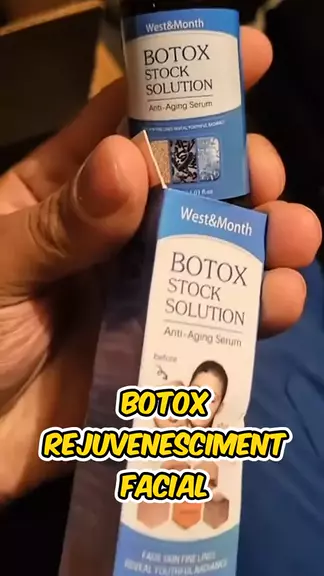 West&Month
BOTOX
STOCK
SOLUTION
Anti-Aging Serum
West&Month
BOTOX
STOCK
SOLUTION
Anti-Aging Serum
before
BOTOX
REJUVENESCIMENT
FACIAL
FADE SKIN FINE LINES
REVEAL YOUTHFUL RADIANCE